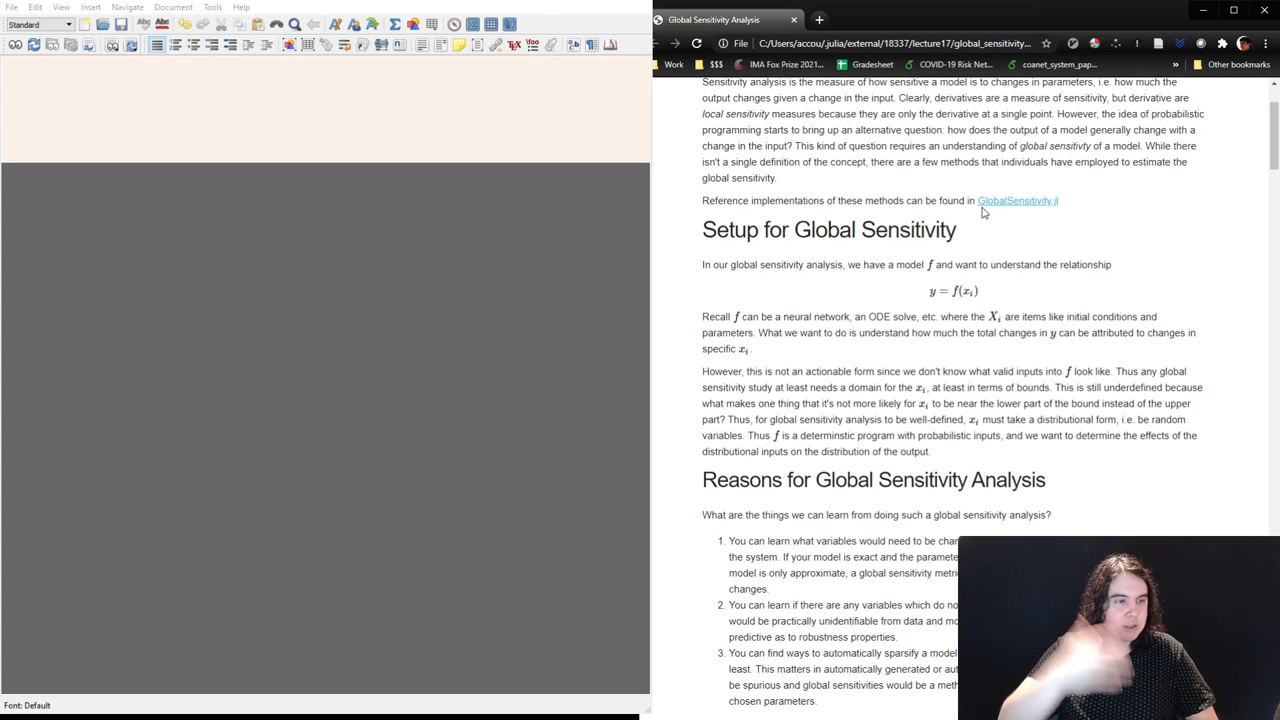 File Edit View Insert Navigate Document Tools Help
Standard
Font: Default
Global Sensitivity Analysis
File C:/Users/accou/.julia/external/18337/lecture17/global_sensitivity...
Work $$$ IMA Fox Prize 2021... Gradesheet COVID-19 Risk Net... coanet_system_pap... » Other bookmarks
Sensitivity analysis is the measure of how sensitive a model is to changes in parameters, i.e. how much the
output changes given a change in the input. Clearly, derivatives are a measure of sensitivity, but derivative are
local sensitivity measures because they are only the derivative at a single point. However, the idea of probabilistic
programming starts to bring up an alternative question: how does the output of a model generally change with a
change in the input? This kind of question requires an understanding of global sensitivty of a model. While there
isn't a single definition of the concept, there are a few methods that individuals have employed to estimate the
global sensitivity.
Reference implementations of these methods can be found in GlobalSensitivity.jl
Setup for Global Sensitivity
In our global sensitivity analysis, we have a model f and want to understand the relationship
y = f(xᵢ)
Recall f can be a neural network, an ODE solve, etc. where the Xᵢ are items like initial conditions and
parameters. What we want to do is understand how much the total changes in y can be attributed to changes in
specific xᵢ.
However, this is not an actionable form since we don't know what valid inputs into f look like. Thus any global
sensitivity study at least needs a domain for the xᵢ, at least in terms of bounds. This is still underdefined because
what makes one thing that it's not more likely for xᵢ to be near the lower part of the bound instead of the upper
part? Thus, for global sensitivity analysis to be well-defined, xᵢ must take a distributional form, i.e. be random
variables. Thus f is a determinstic program with probabilistic inputs, and we want to determine the effects of the
distributional inputs on the distribution of the output.
Reasons for Global Sensitivity Analysis
What are the things we can learn from doing such a global sensitivity analysis?
1. You can learn what variables would need to be
the system. If your model is exact and the
model is only approximate, a global sensitivity
changes.
2. You can learn if there are any variables which do
would be practically unidentifiable from data and
predictive as to robustness properties.
3. You can find ways to automatically sparsify a model
least. This matters in automatically generated or
be spurious and global sensitivities would be a
chosen parameters.